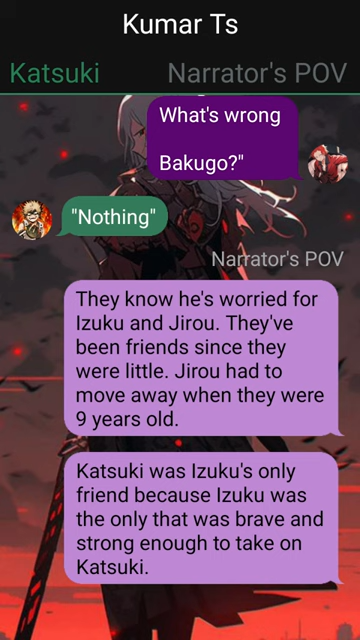 Kumar Ts
Katsuki
Narrator's POV
What's wrong
Bakugo?"
"Nothing"
Narrator's POV
They know he's worried for
Izuku and Jirou. They've
been friends since they
were little. Jirou had to
move away when they were
9 years old.
Katsuki was Izuku's only
friend because Izuku was
the only that was brave and
strong enough to take on
Katsuki.